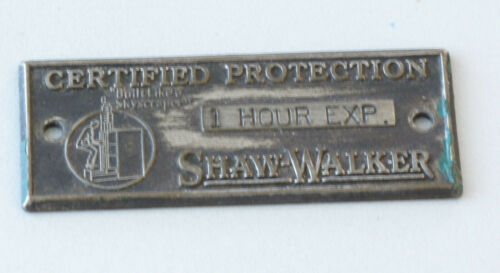 CERTIFIED PROTECTION
"Built Like a
Skyscraper"
1 HOUR EXP.
SHAW-WALKER